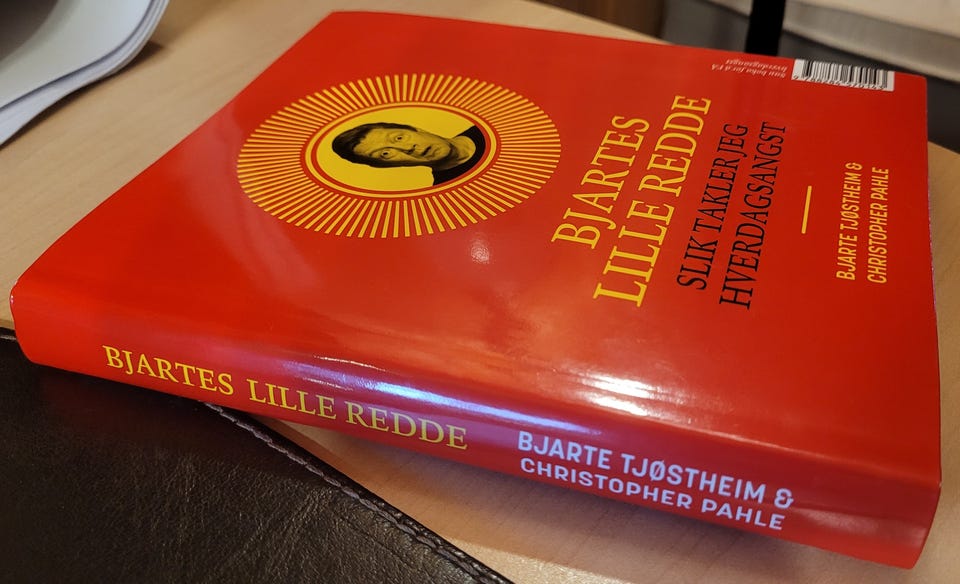 BJARTES
LILLE REDDE
SLIK TAKLER JEG
HVERDAGSANGST
BJARTE TJØSTHEIM &
CHRISTOPHER PAHLE
BJARTES LILLE REDDE
BJARTE TJØSTHEIM &
CHRISTOPHER PAHLE